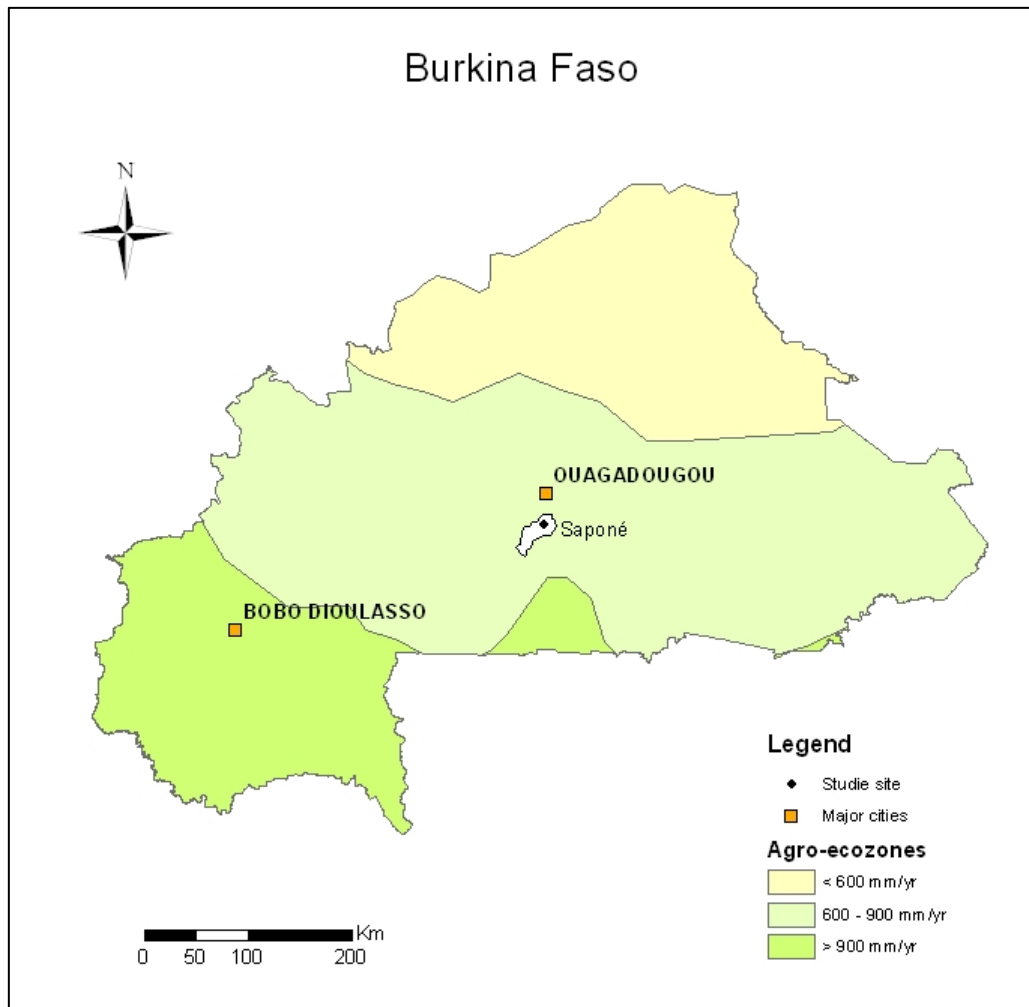 Burkina Faso
N
OUAGADOUGOU
Saponé
BOBO DIOULASSO
Legend
Studie site
Major cities
Agro-ecozones
< 600 mm/yr
600 - 900 mm/yr
> 900 mm/yr
Km
0 50 100 200